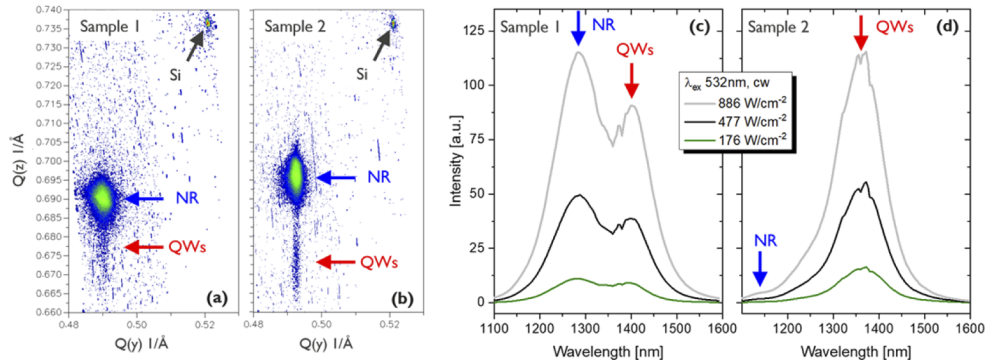 Sample 1
Sample 2
Si
Si
NR
NR
QWs
QWs
(a)
(b)
0.740
0.735
0.730
0.725
0.720
0.715
0.710
0.705
0.700
0.695
0.690
0.685
0.680
0.675
0.670
0.665
0.660
Q(z) 1/Å
0.48 0.50 0.52
0.48 0.50 0.52
Q(y) 1/Å
Q(y) 1/Å
Sample 1
(c)
NR
QWs
Sample 2
(d)
QWs
NR
λex 532nm, cw
886 W/cm-2
477 W/cm-2
176 W/cm-2
125
100
75
50
25
0
Intensity [a.u.]
1100 1200 1300 1400 1500 1600
1200 1300 1400 1500 1600
Wavelength [nm]
Wavelength [nm]